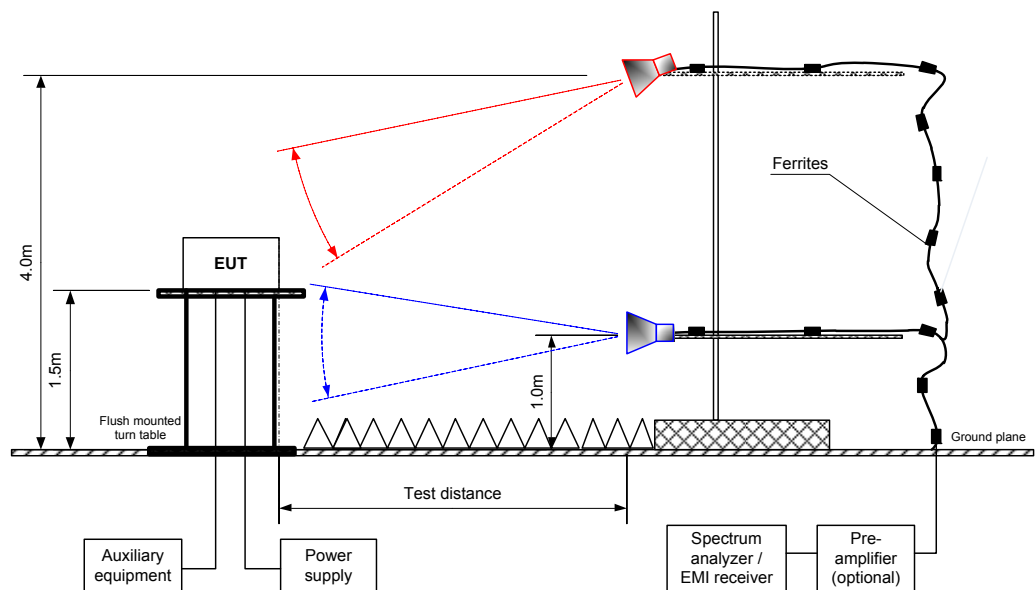 4.0m
Ferrites
EUT
1.5m
1.0m
Flush mounted
turn table
Ground plane
Test distance
Auxiliary
equipment
Power
supply
Spectrum
analyzer /
EMI receiver
Pre-
amplifier
(optional)